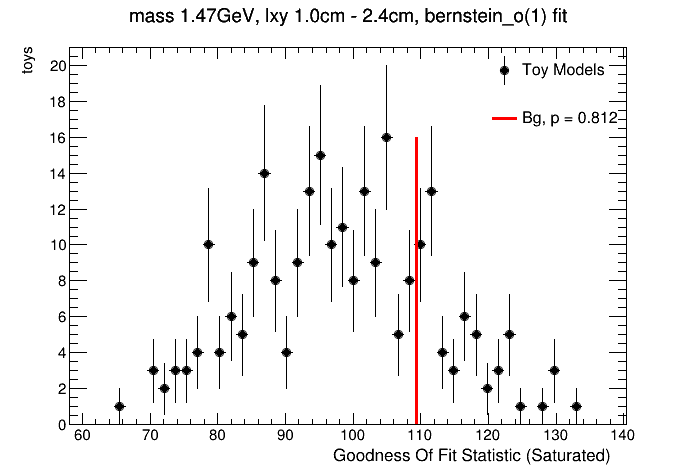 mass 1.47GeV, lxy 1.0cm - 2.4cm, bernstein_o(1) fit
toys
Toy Models
Bg, p = 0.812
20
18
16
14
12
10
8
6
4
2
0
60 70 80 90 100 110 120 130 140
Goodness Of Fit Statistic (Saturated)